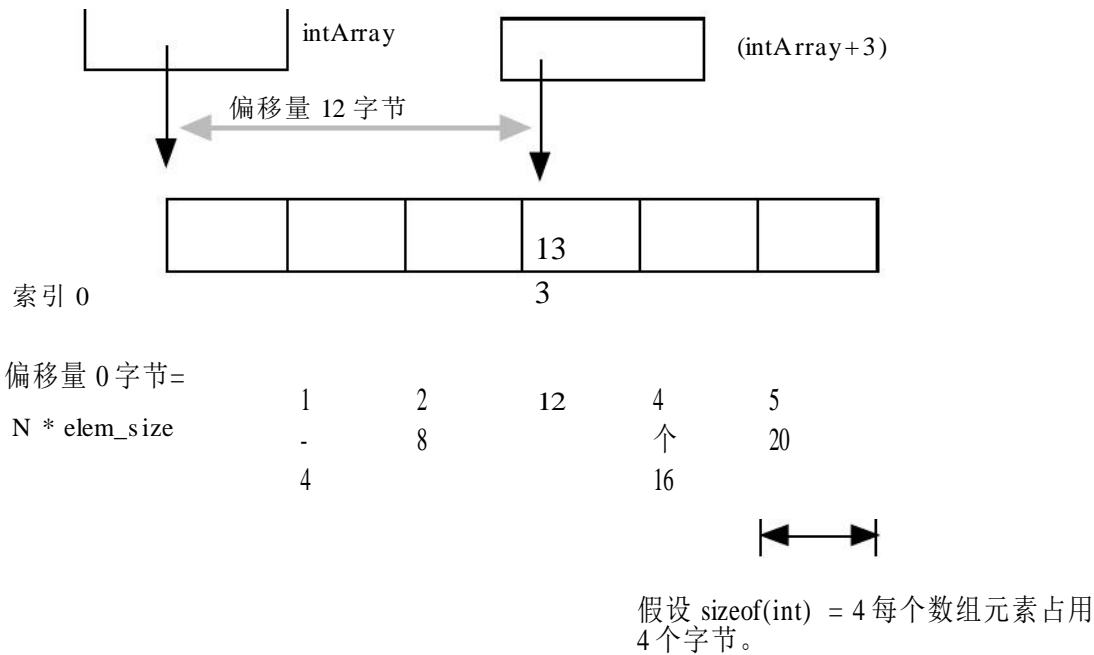 intArray
(intArray+3)
偏移量 12 字节
13
索引 0
3
偏移量 0 字节=
N * elem_size
1 2 12 4 5
- 8 个 20
4 16
假设 sizeof(int) = 4 每个数组元素占用
4 个字节。